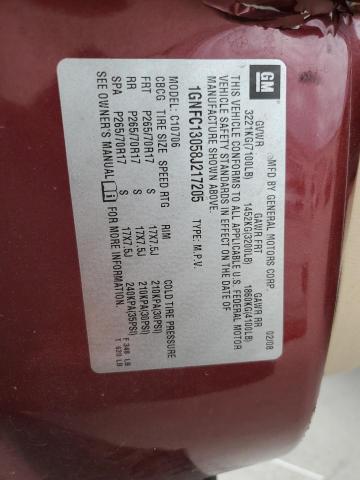 GM
MFD BY GENERAL MOTORS CORP. 02/08
GVWR GAWR FRT GAWR RR
3221KG(7100LB) 1452KG(3200LB) 1860KG(4100LB)
THIS VEHICLE CONFORMS TO ALL APPLICABLE U.S. FEDERAL MOTOR
VEHICLE SAFETY STANDARDS IN EFFECT ON THE DATE OF
MANUFACTURE SHOWN ABOVE.
1GNFC13058J217205 TYPE: M.P.V.
C10706
CBCG TIRE SIZE SPEED RTG RIM COLD TIRE PRESSURE
FRT P265/70R17 S 17X7.5J 210KPA(30PSI)
RR P265/70R17 S 17X7.5J 210KPA(30PSI)
SPA P265/70R17 S 17X7.5J 240KPA(35PSI)
SEE OWNER'S MANUAL i FOR MORE INFORMATION.
F 348 LB
T 620 LB